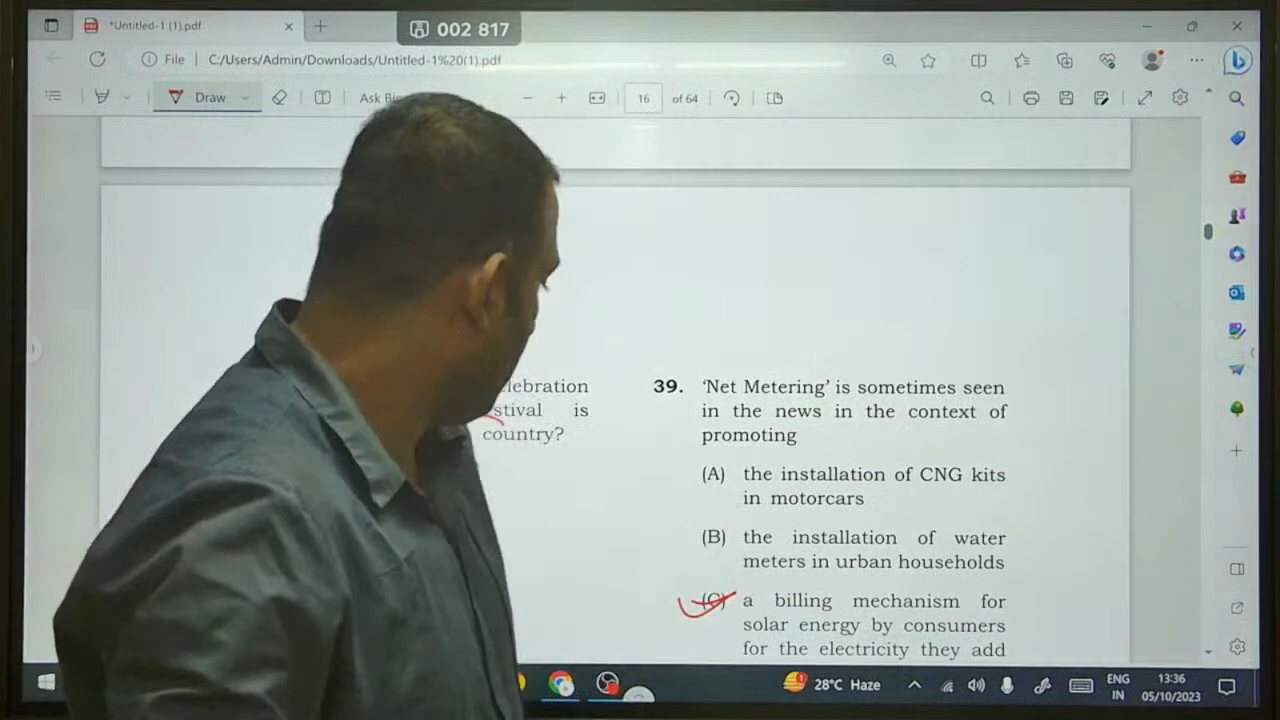 *Untitled-1 (1).pdf
002 817
File
C:/Users/Admin/Downloads/Untitled-1%20(1).pdf
Draw
Ask
16 of 64
country?
39. 'Net Metering' is sometimes seen
in the news in the context of
promoting
(A) the installation of CNG kits
in motorcars
(B) the installation of water
meters in urban households
(C) a billing mechanism for
solar energy by consumers
for the electricity they add
28°C Haze
ENG
IN
13:36
05/10/2023